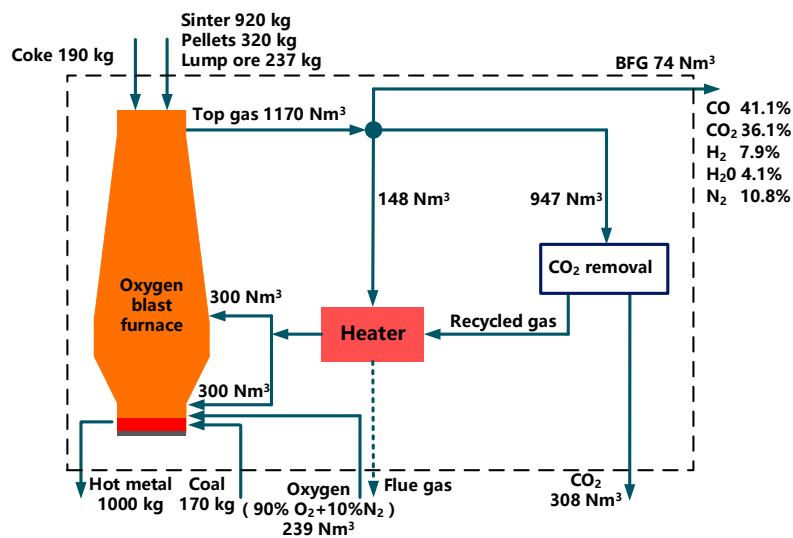 Sinter 920 kg
Pellets 320 kg
Lump ore 237 kg
Coke 190 kg
BFG 74 Nm³
Top gas 1170 Nm³
CO 41.1%
CO₂ 36.1%
H₂ 7.9%
H₂0 4.1%
N₂ 10.8%
148 Nm³
947 Nm³
CO₂ removal
Oxygen
blast
furnace
300 Nm³
Heater
Recycled gas
300 Nm³
Hot metal
1000 kg
Coal
170 kg
Oxygen
( 90% O₂+10%N₂ )
239 Nm³
Flue gas
CO₂
308 Nm³